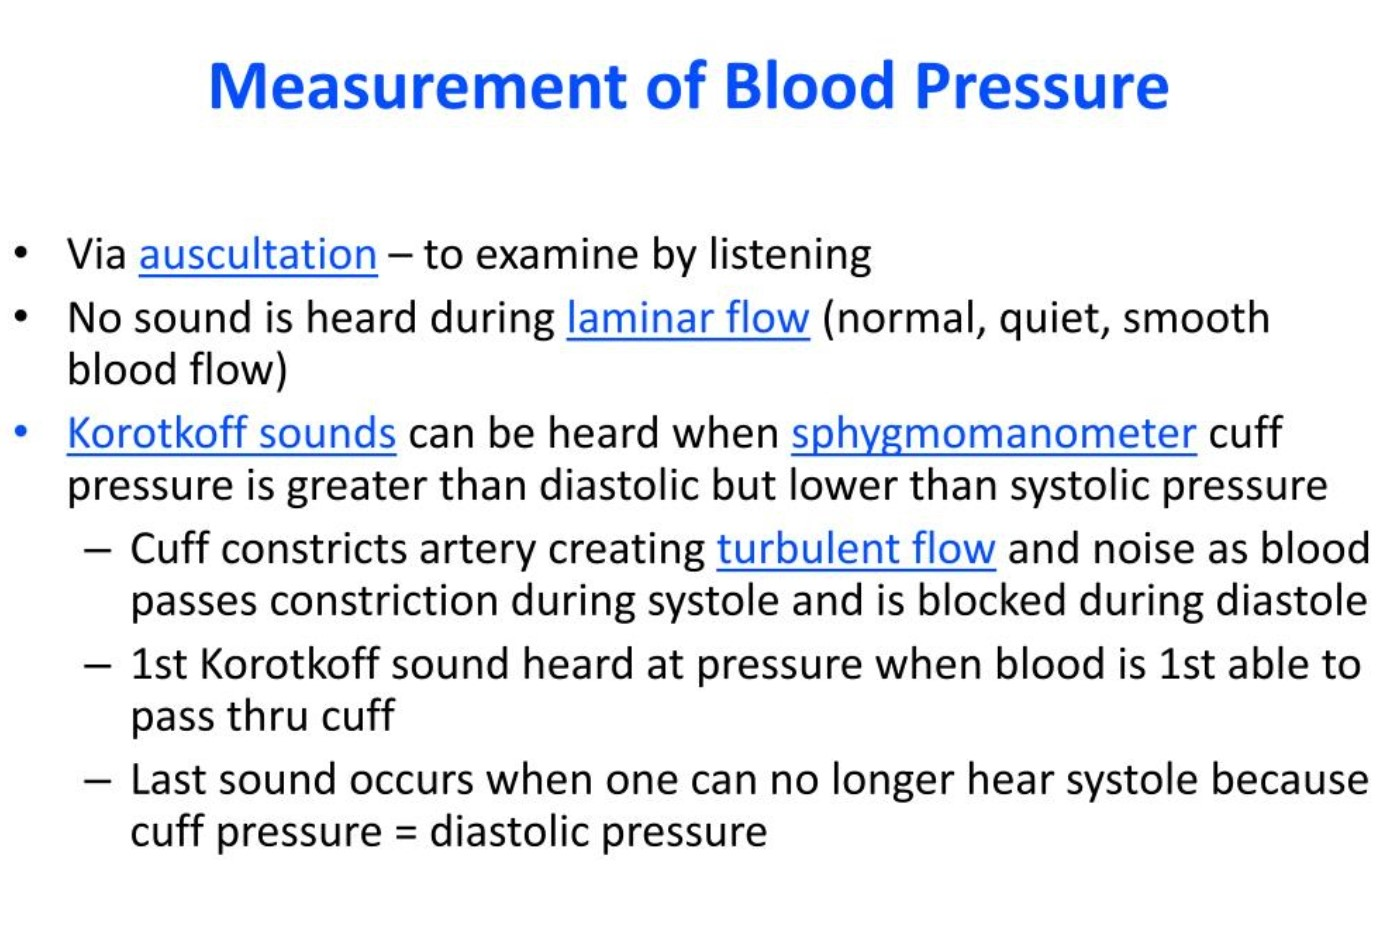 Measurement of Blood Pressure
• Via auscultation – to examine by listening
• No sound is heard during laminar flow (normal, quiet, smooth
blood flow)
• Korotkoff sounds can be heard when sphygmomanometer cuff
pressure is greater than diastolic but lower than systolic pressure
– Cuff constricts artery creating turbulent flow and noise as blood
passes constriction during systole and is blocked during diastole
– 1st Korotkoff sound heard at pressure when blood is 1st able to
pass thru cuff
– Last sound occurs when one can no longer hear systole because
cuff pressure = diastolic pressure